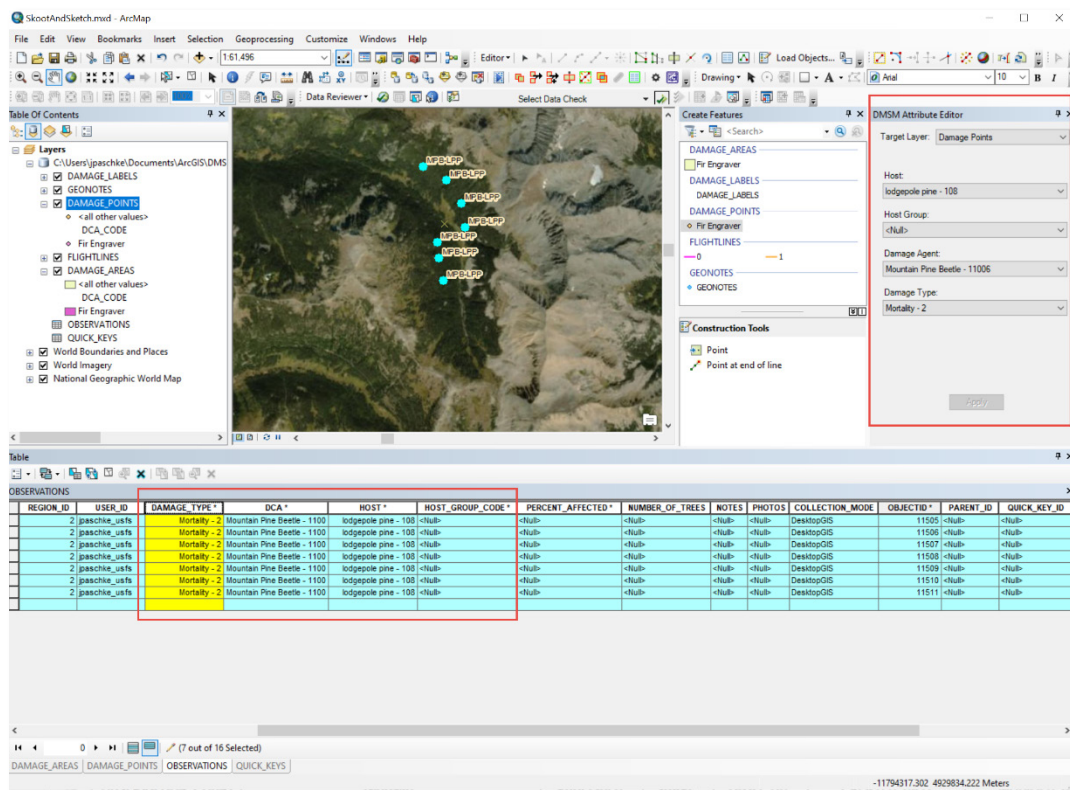 SkootAndSketch.mxd - ArcMap
File Edit View Bookmarks Insert Selection Geoprocessing Customize Windows Help
1:61,496
Editor
Load Objects...
Drawing
A
Arial
10
B I
Data Reviewer
Select Data Check
Table Of Contents
Layers
C:\Users\jpaschke\Documents\ArcGIS\DMS
DAMAGE_LABELS
GEONOTES
DAMAGE_POINTS
<all other values>
DCA_CODE
Fir Engraver
FLIGHTLINES
DAMAGE_AREAS
<all other values>
DCA_CODE
Fir Engraver
OBSERVATIONS
QUICK_KEYS
World Boundaries and Places
World Imagery
National Geographic World Map
MPB-LPP
MPB-LPP
MPB-LPP
MPB-LPP
MPB-LPP
MPB-LPP
MPB-LPP
Create Features
<Search>
DAMAGE_AREAS
Fir Engraver
DAMAGE_LABELS
DAMAGE_LABELS
DAMAGE_POINTS
Fir Engraver
FLIGHTLINES
0 1
GEONOTES
GEONOTES
Construction Tools
Point
Point at end of line
DMSM Attribute Editor
Target Layer: Damage Points
Host:
lodgepole pine - 108
Host Group:
<Null>
Damage Agent:
Mountain Pine Beetle - 11006
Damage Type:
Mortality - 2
Apply
Table
OBSERVATIONS
REGION_ID USER_ID DAMAGE_TYPE * DCA * HOST * HOST_GROUP_CODE * PERCENT_AFFECTED * NUMBER_OF_TREES NOTES PHOTOS COLLECTION_MODE OBJECTID * PARENT_ID QUICK_KEY_ID
2 jpaschke_usfs Mortality - 2 Mountain Pine Beetle - 1100 lodgepole pine - 108 <Null> <Null> <Null> <Null> <Null> DesktopGIS 11505 <Null> <Null>
2 jpaschke_usfs Mortality - 2 Mountain Pine Beetle - 1100 lodgepole pine - 108 <Null> <Null> <Null> <Null> <Null> DesktopGIS 11506 <Null> <Null>
2 jpaschke_usfs Mortality - 2 Mountain Pine Beetle - 1100 lodgepole pine - 108 <Null> <Null> <Null> <Null> <Null> DesktopGIS 11507 <Null> <Null>
2 jpaschke_usfs Mortality - 2 Mountain Pine Beetle - 1100 lodgepole pine - 108 <Null> <Null> <Null> <Null> <Null> DesktopGIS 11508 <Null> <Null>
2 jpaschke_usfs Mortality - 2 Mountain Pine Beetle - 1100 lodgepole pine - 108 <Null> <Null> <Null> <Null> <Null> DesktopGIS 11509 <Null> <Null>
2 jpaschke_usfs Mortality - 2 Mountain Pine Beetle - 1100 lodgepole pine - 108 <Null> <Null> <Null> <Null> <Null> DesktopGIS 11510 <Null> <Null>
2 jpaschke_usfs Mortality - 2 Mountain Pine Beetle - 1100 lodgepole pine - 108 <Null> <Null> <Null> <Null> <Null> DesktopGIS 11511 <Null> <Null>
0 (7 out of 16 Selected)
DAMAGE_AREAS DAMAGE_POINTS OBSERVATIONS QUICK_KEYS
-11794317.302 4929834.222 Meters